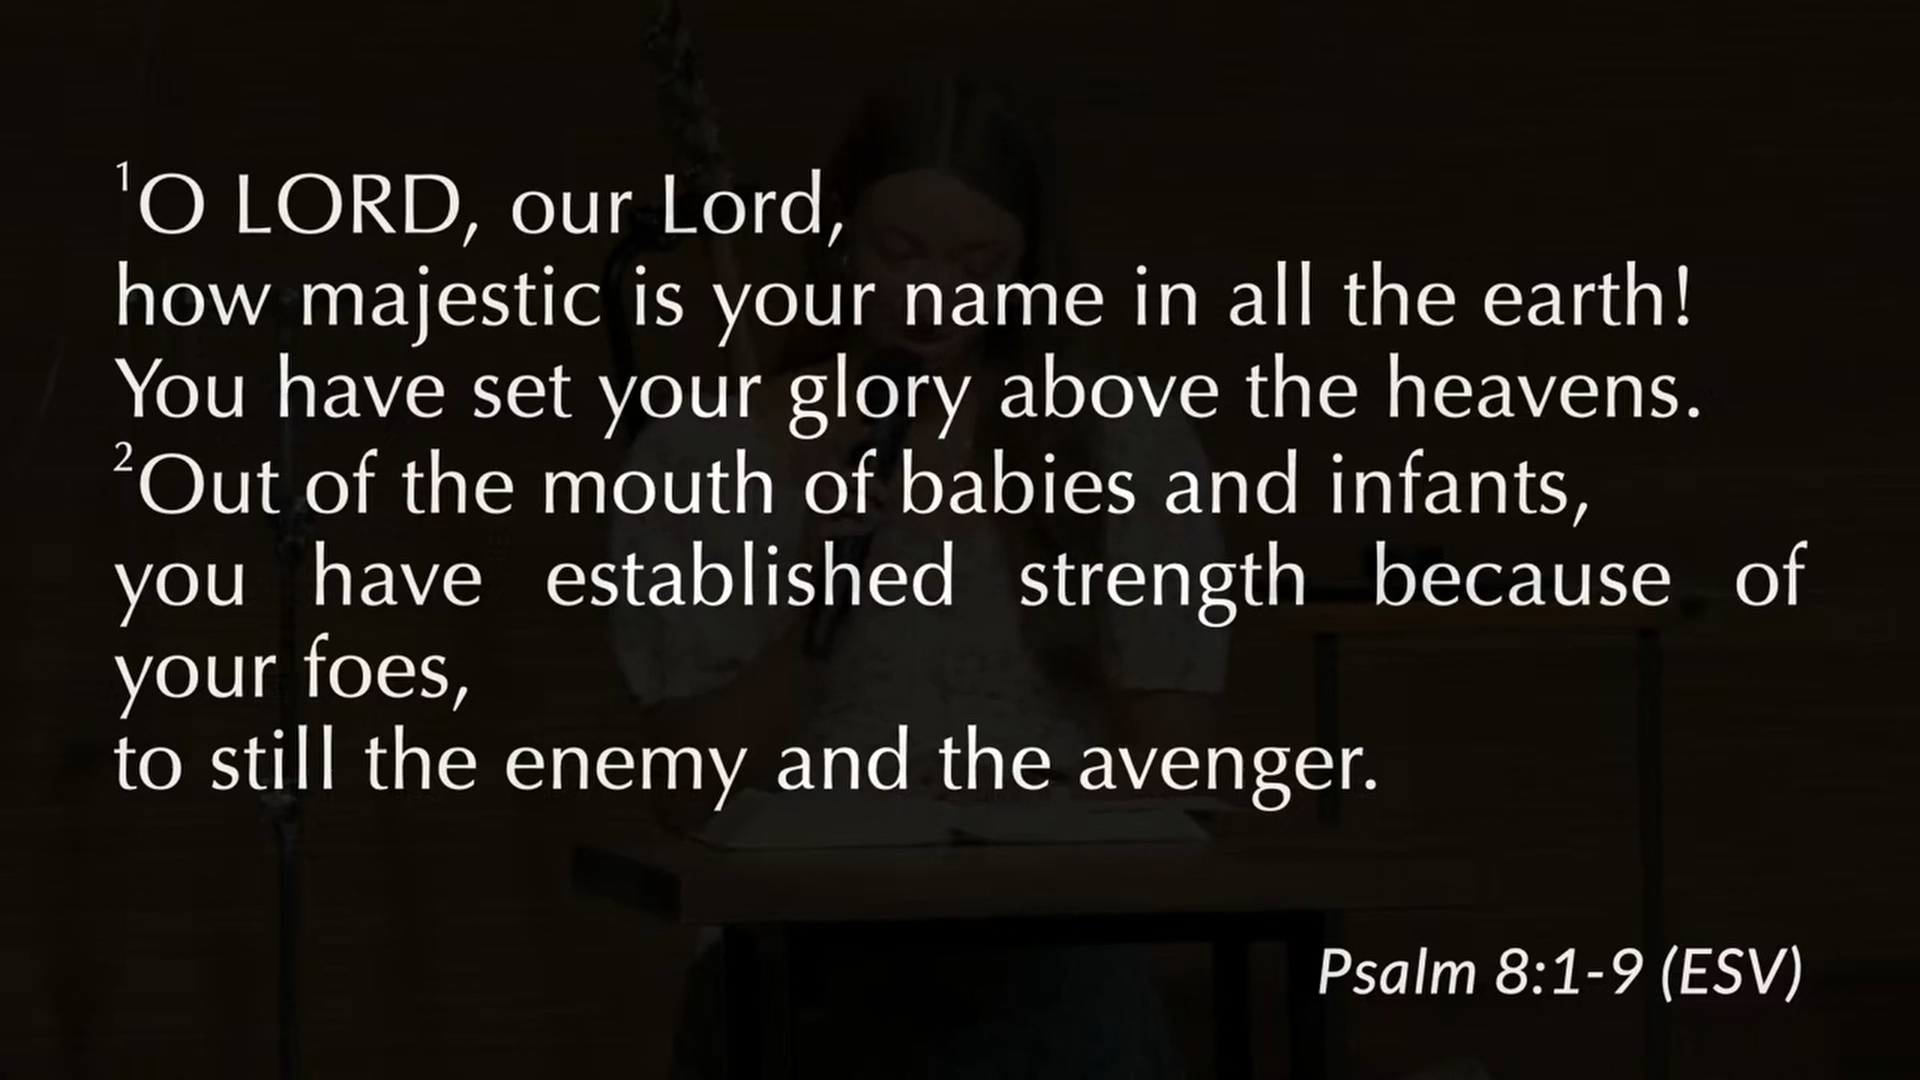 ¹O LORD, our Lord,
how majestic is your name in all the earth!
You have set your glory above the heavens.
²Out of the mouth of babies and infants,
you have established strength because of
your foes,
to still the enemy and the avenger.
Psalm 8:1-9 (ESV)